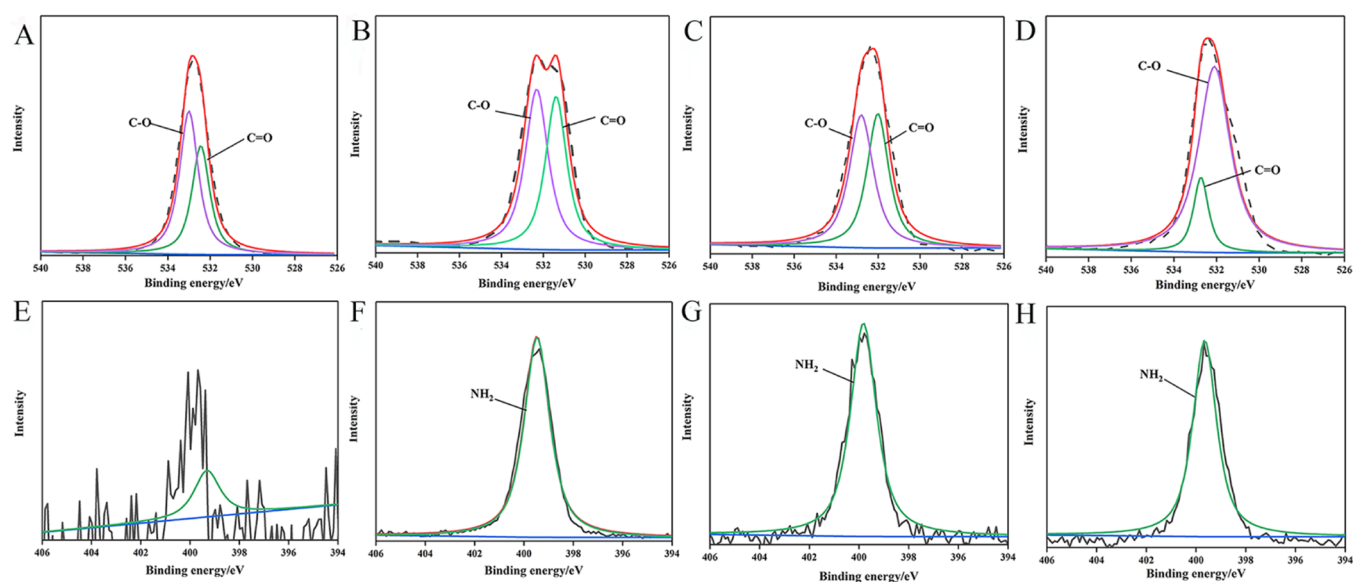 A
Intensity
C-O
C=O
540 538 536 534 532 530 528 526
Binding energy/eV
B
Intensity
C-O
C=O
540 538 536 534 532 530 528 526
Binding energy/eV
C
Intensity
C-O
C=O
540 538 536 534 532 530 528 526
Binding energy/eV
D
Intensity
C-O
C=O
540 538 536 534 532 530 528 526
Binding energy/eV
E
Intensity
406 404 402 400 398 396 394
Binding energy/eV
F
Intensity
NH₂
406 404 402 400 398 396 394
Binding energy/eV
G
Intensity
NH₂
406 404 402 400 398 396 394
Binding energy/eV
H
Intensity
NH₂
406 404 402 400 398 396 394
Binding energy/eV